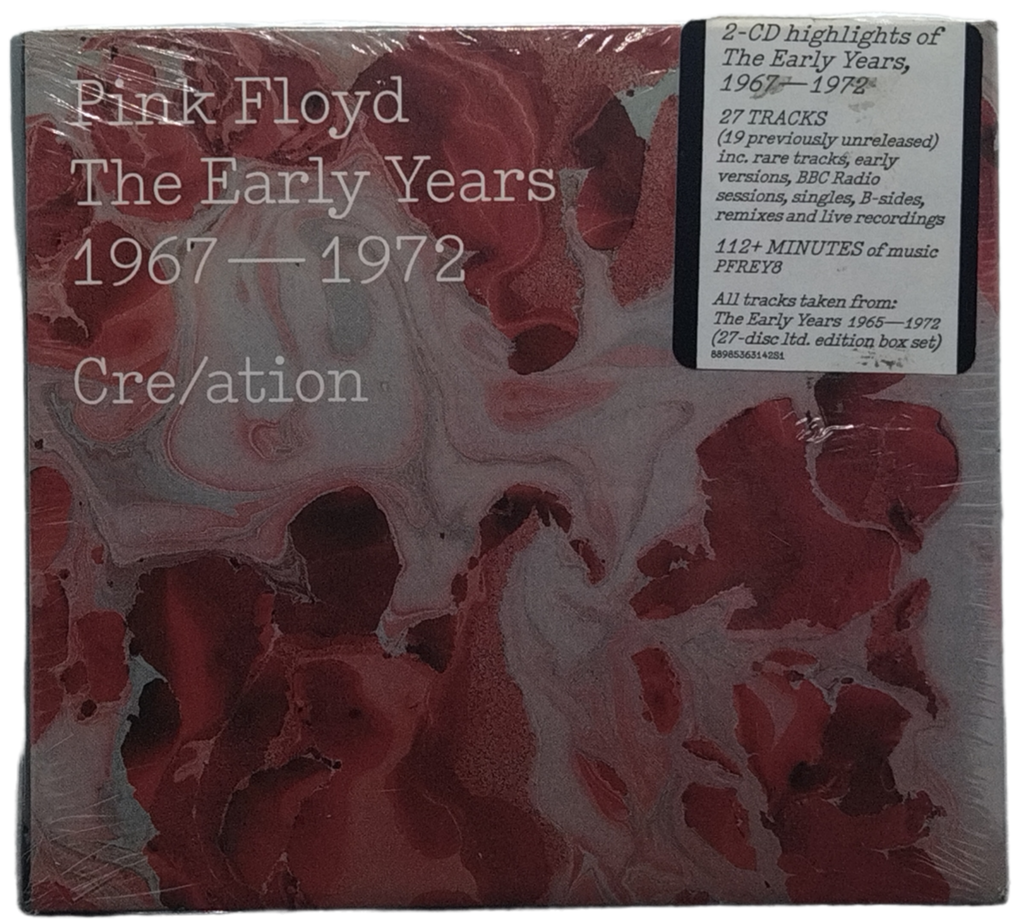 Pink Floyd
The Early Years
1967—1972
Cre/ation
2-CD highlights of
The Early Years,
1967—1972
27 TRACKS
(19 previously unreleased)
inc. rare tracks, early
versions, BBC Radio
sessions, singles, B-sides,
remixes and live recordings
112+ MINUTES of music
PFREY8
All tracks taken from:
The Early Years 1965—1972
(27-disc ltd. edition box set)
88985363142S1